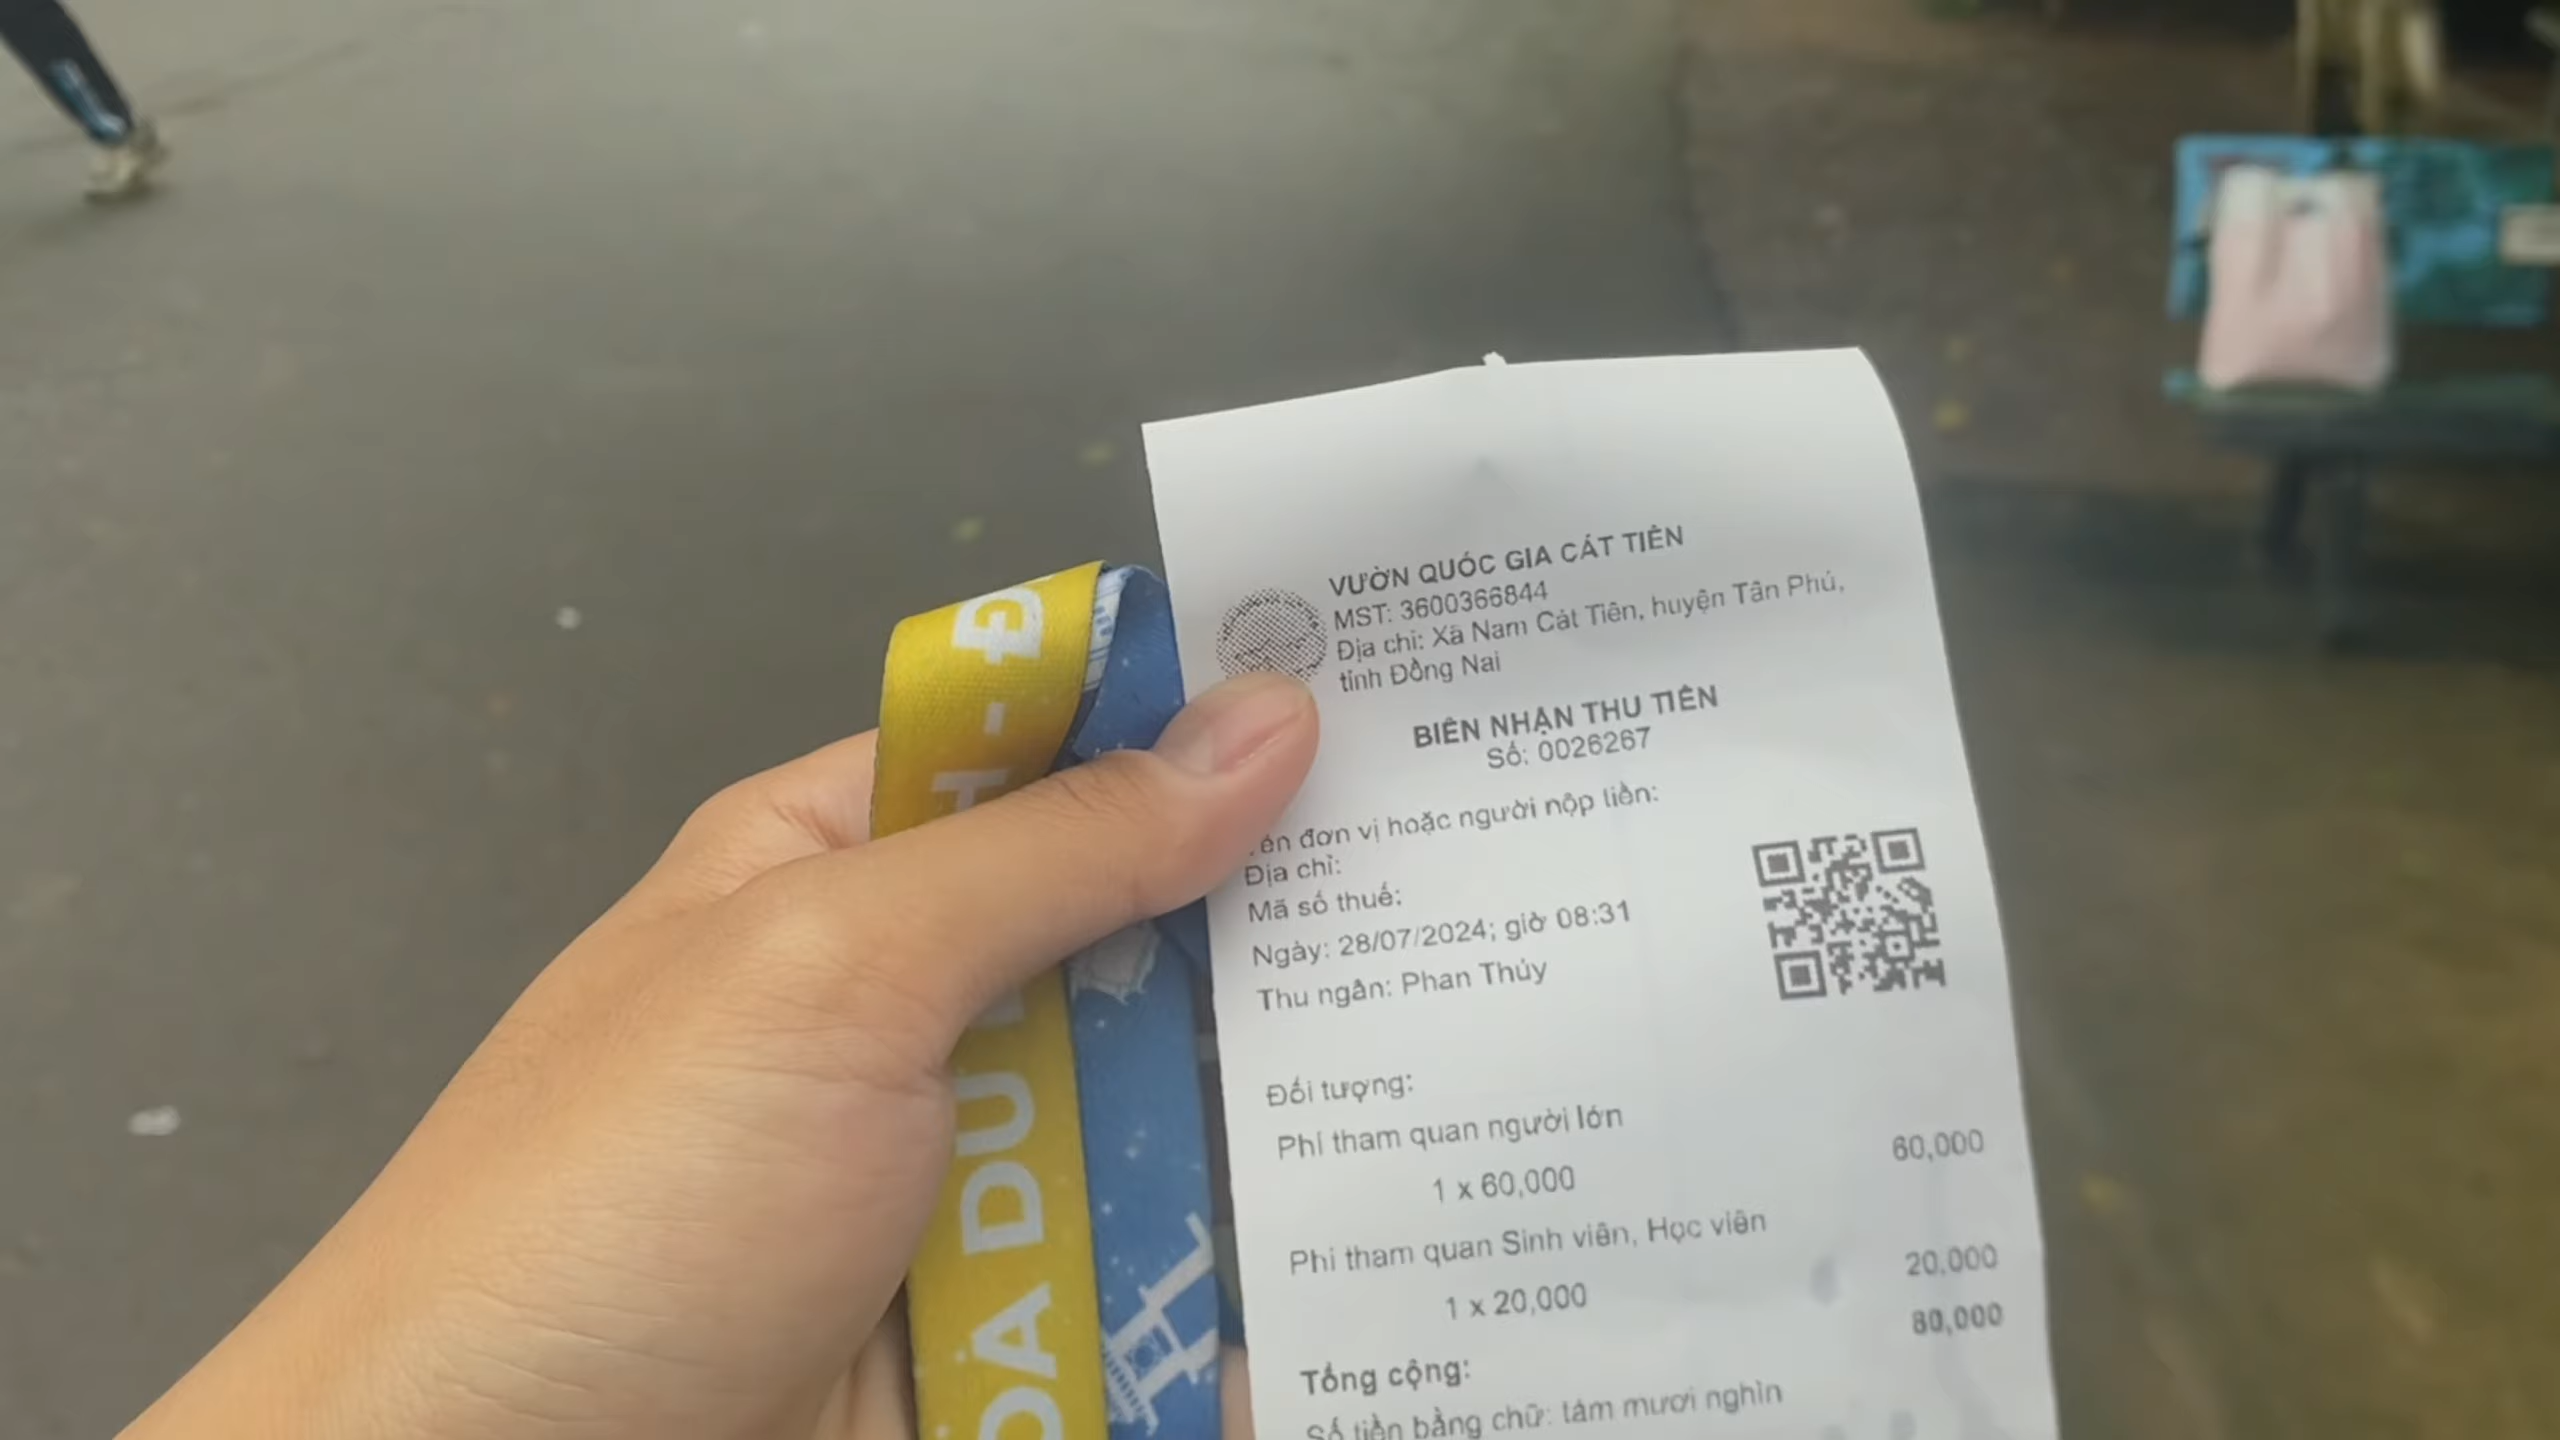 VƯỜN QUỐC GIA CÁT TIÊN
MST: 3600366844
Địa chỉ: Xã Nam Cát Tiên, huyện Tân Phú,
tỉnh Đồng Nai
BIÊN NHẬN THU TIỀN
Số: 0026267
đơn vị hoặc người nộp tiền:
Địa chỉ:
Mã số thuế:
Ngày: 28/07/2024; giờ 08:31
Thu ngân: Phan Thủy
Đối tượng:
Phí tham quan người lớn
1 x 60,000 60,000
Phí tham quan Sinh viên, Học viên
1 x 20,000 20,000
Tổng cộng: 80,000
Số tiền bằng chữ: tám mươi nghìn